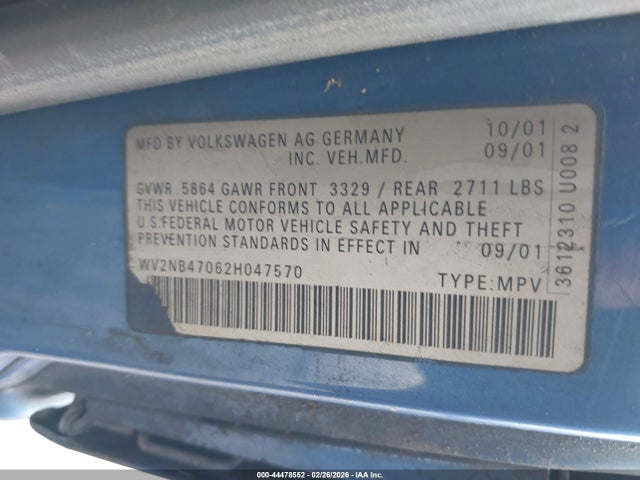 MFD BY VOLKSWAGEN AG GERMANY 10/01
INC. VEH.MFD. 09/01
GVWR 5864 GAWR FRONT 3329 / REAR 2711 LBS
THIS VEHICLE CONFORMS TO ALL APPLICABLE
U.S FEDERAL MOTOR VEHICLE SAFETY AND THEFT
PREVENTION STANDARDS IN EFFECT IN 09/01
WV2NB47062H047570 TYPE:MPV
3612310 U0082
000-44478552 - 02/26/2026 - IAA Inc.